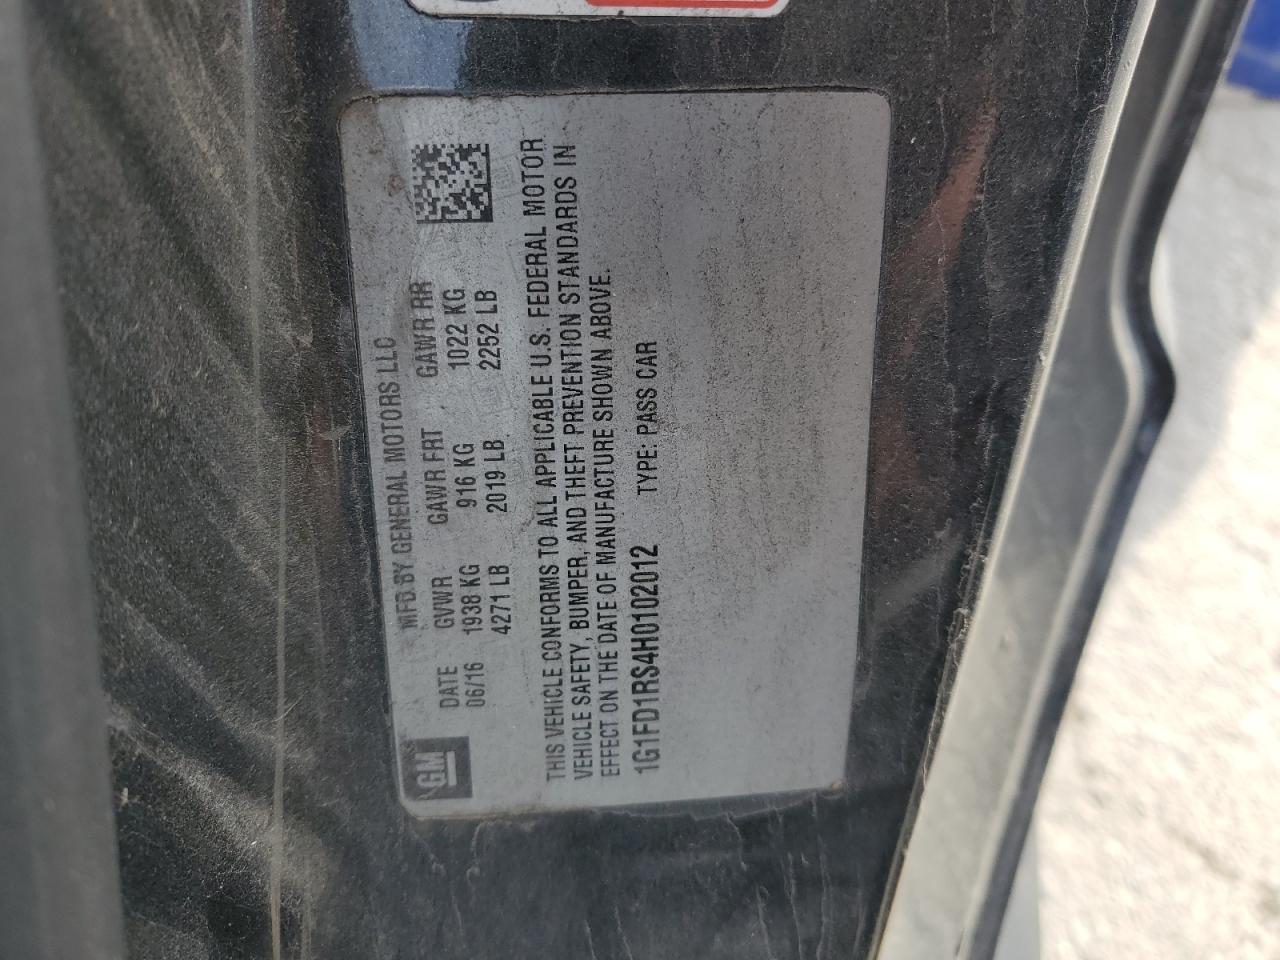 GM
MFD BY GENERAL MOTORS LLC
DATE GVWR GAWR FRT GAWR RR
06/16 1938 KG 916 KG 1022 KG
4271 LB 2019 LB 2252 LB
THIS VEHICLE CONFORMS TO ALL APPLICABLE U.S. FEDERAL MOTOR
VEHICLE SAFETY, BUMPER, AND THEFT PREVENTION STANDARDS IN
EFFECT ON THE DATE OF MANUFACTURE SHOWN ABOVE.
1G1FD1RS4H0102012 TYPE: PASS CAR